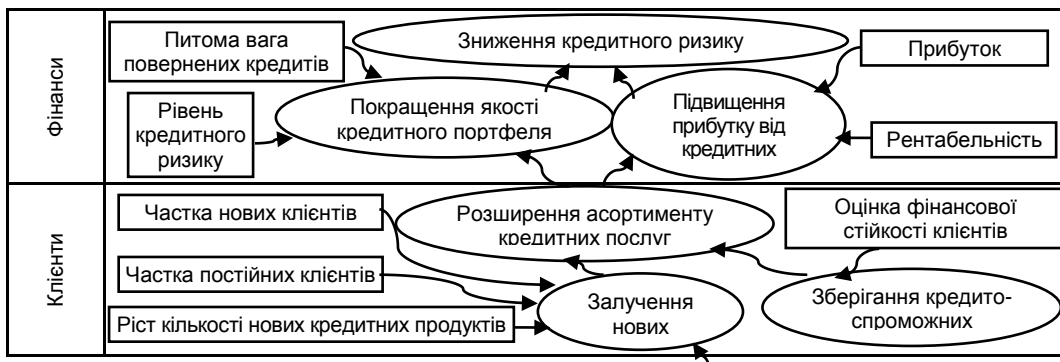 Фінанси
Питома вага
повернених кредитів
Зниження кредитного ризику
Прибуток
Рівень
кредитного
ризику
Покращення якості
кредитного портфеля
Підвищення
прибутку від
кредитних
Рентабельність
Клієнти
Частка нових клієнтів
Розширення асортименту
кредитних послуг
Оцінка фінансової
стійкості клієнтів
Частка постійних клієнтів
Залучення
нових
Зберігання кредито-
спроможних
Ріст кількості нових кредитних продуктів